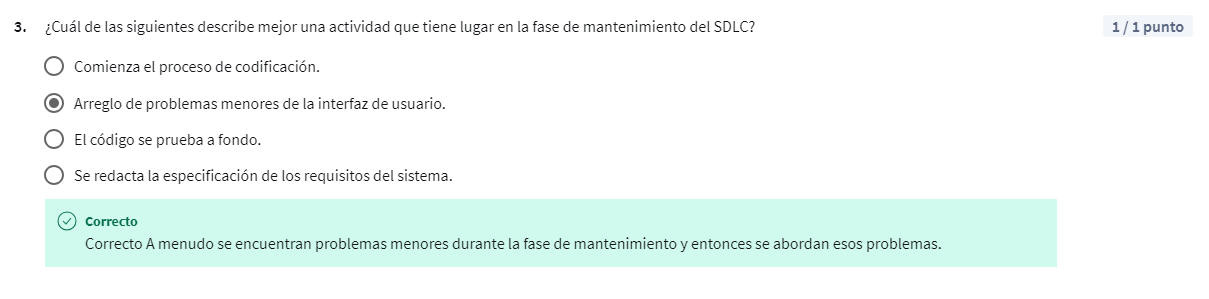 3. ¿Cuál de las siguientes describe mejor una actividad que tiene lugar en la fase de mantenimiento del SDLC?
1 / 1 punto
Comienza el proceso de codificación.
Arreglo de problemas menores de la interfaz de usuario.
El código se prueba a fondo.
Se redacta la especificación de los requisitos del sistema.
Correcto
Correcto A menudo se encuentran problemas menores durante la fase de mantenimiento y entonces se abordan esos problemas.